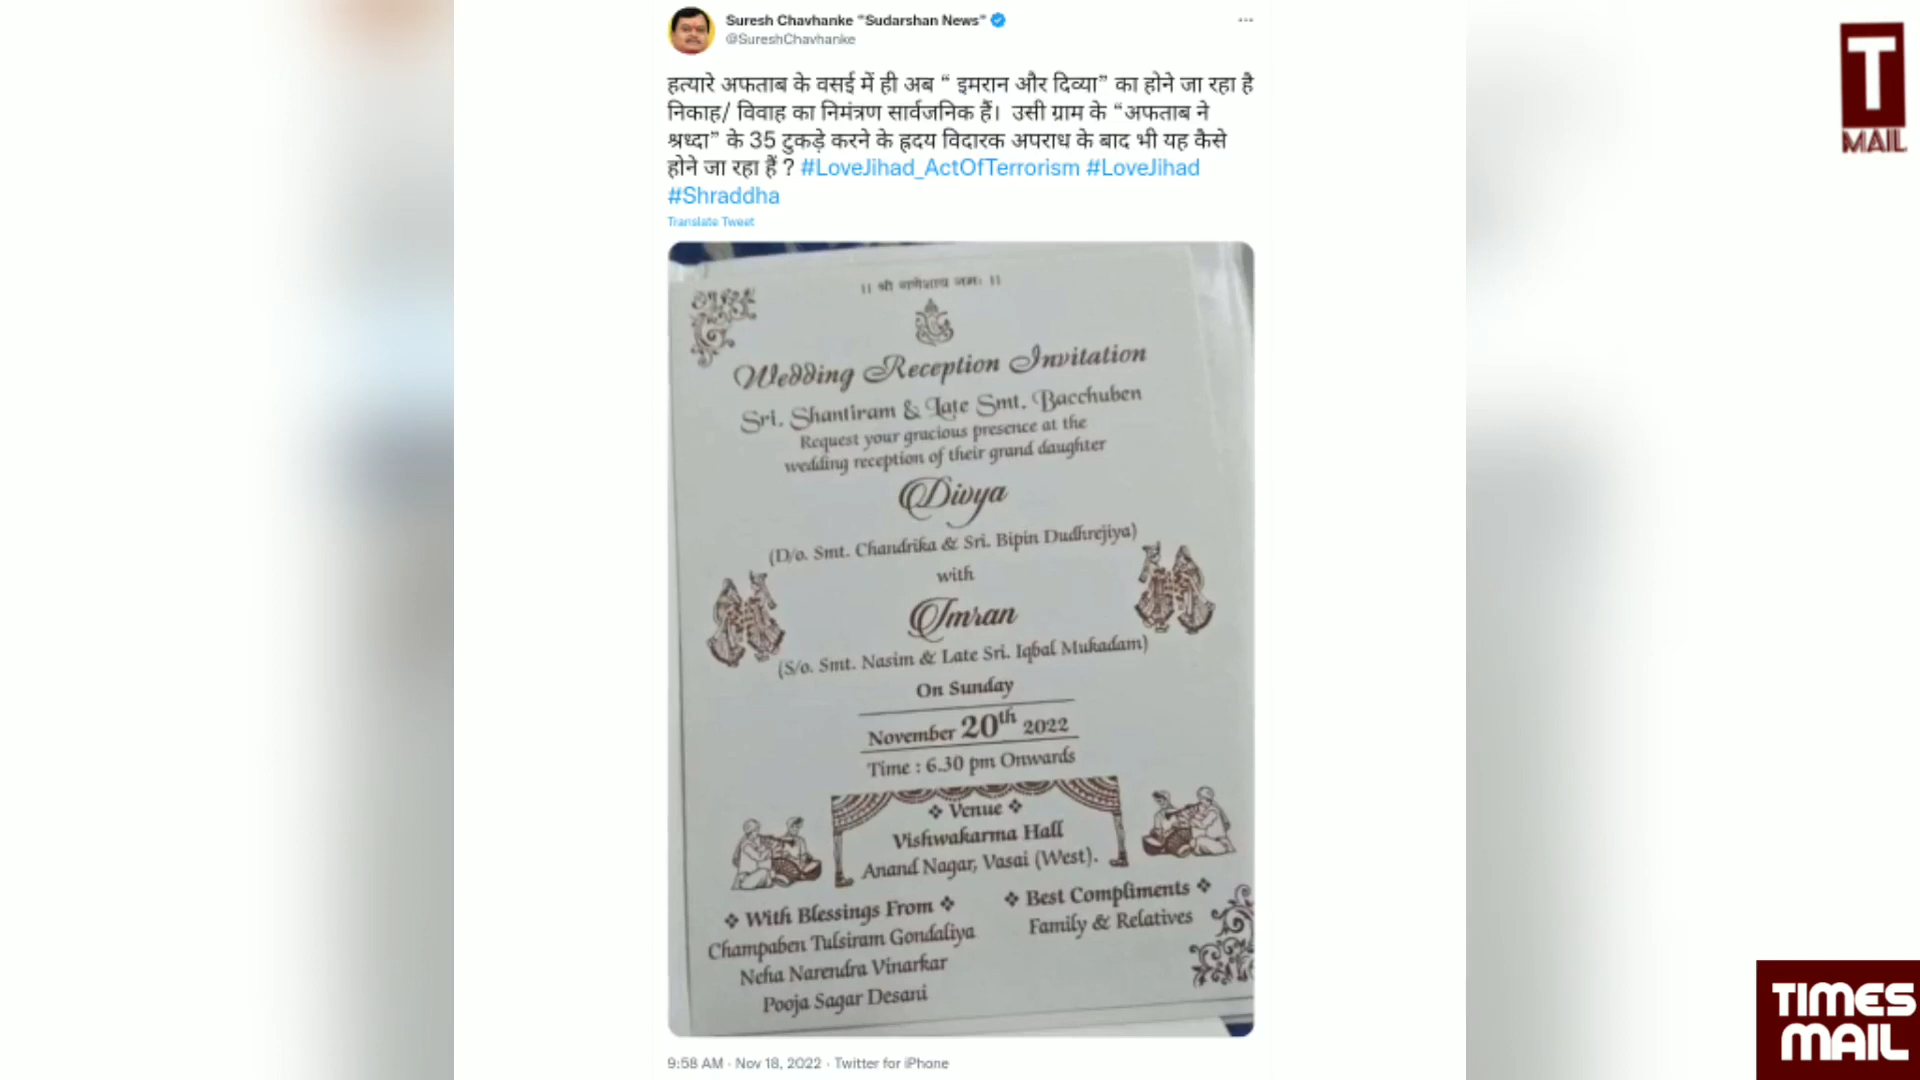 Suresh Chavhanke "Sudarshan News"
@SureshChavhanke
हत्यारे अफताब के वसई में ही अब “ इमरान और दिव्या” का होने जा रहा है
निकाह/ विवाह का निमंत्रण सार्वजनिक हैं। उसी ग्राम के “अफताब ने
श्रध्दा” के 35 टुकड़े करने के ह्रदय विदारक अपराध के बाद भी यह कैसे
होने जा रहा हैं ? #LoveJihad_ActOfTerrorism #LoveJihad
#Shraddha
Translate Tweet
।। श्री गणेशाय नमः ।।
Wedding Reception Invitation
Sri. Shantiram & Late Smt. Bacchuben
Request your gracious presence at the
wedding reception of their grand daughter
Divya
(D/o. Smt. Chandrika & Sri. Bipin Dudhrejiya)
with
Imran
(S/o. Smt. Nasim & Late Sri. Iqbal Mukadam)
On Sunday
November 20th 2022
Time : 6.30 pm Onwards
❖ Venue ❖
Vishwakarma Hall
Anand Nagar, Vasai (West).
❖ With Blessings From ❖
Champaben Tulsiram Gondaliya
Neha Narendra Vinarkar
Pooja Sagar Desani
❖ Best Compliments ❖
Family & Relatives
9:58 AM · Nov 18, 2022 · Twitter for iPhone
T
MAIL
TIMES
MAIL